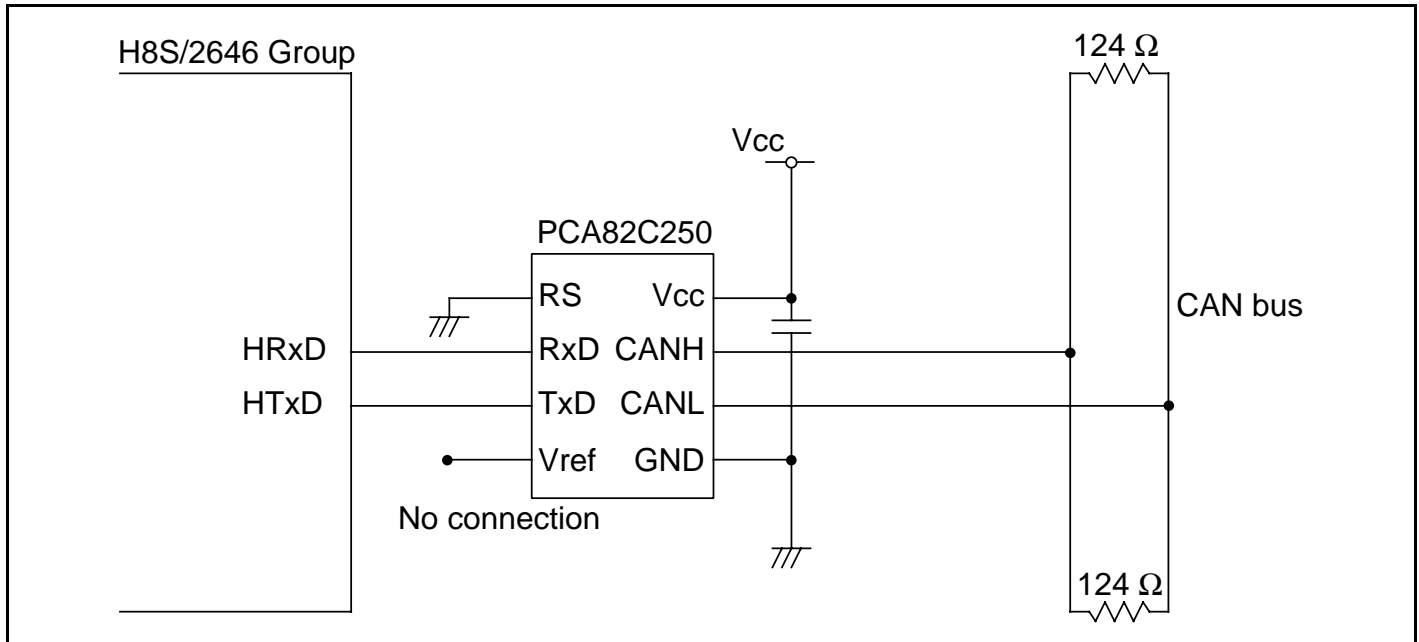 H8S/2646 Group
124 Ω
Vcc
PCA82C250
RS Vcc
CAN bus
HRxD
RxD CANH
HTxD
TxD CANL
Vref GND
No connection
124 Ω